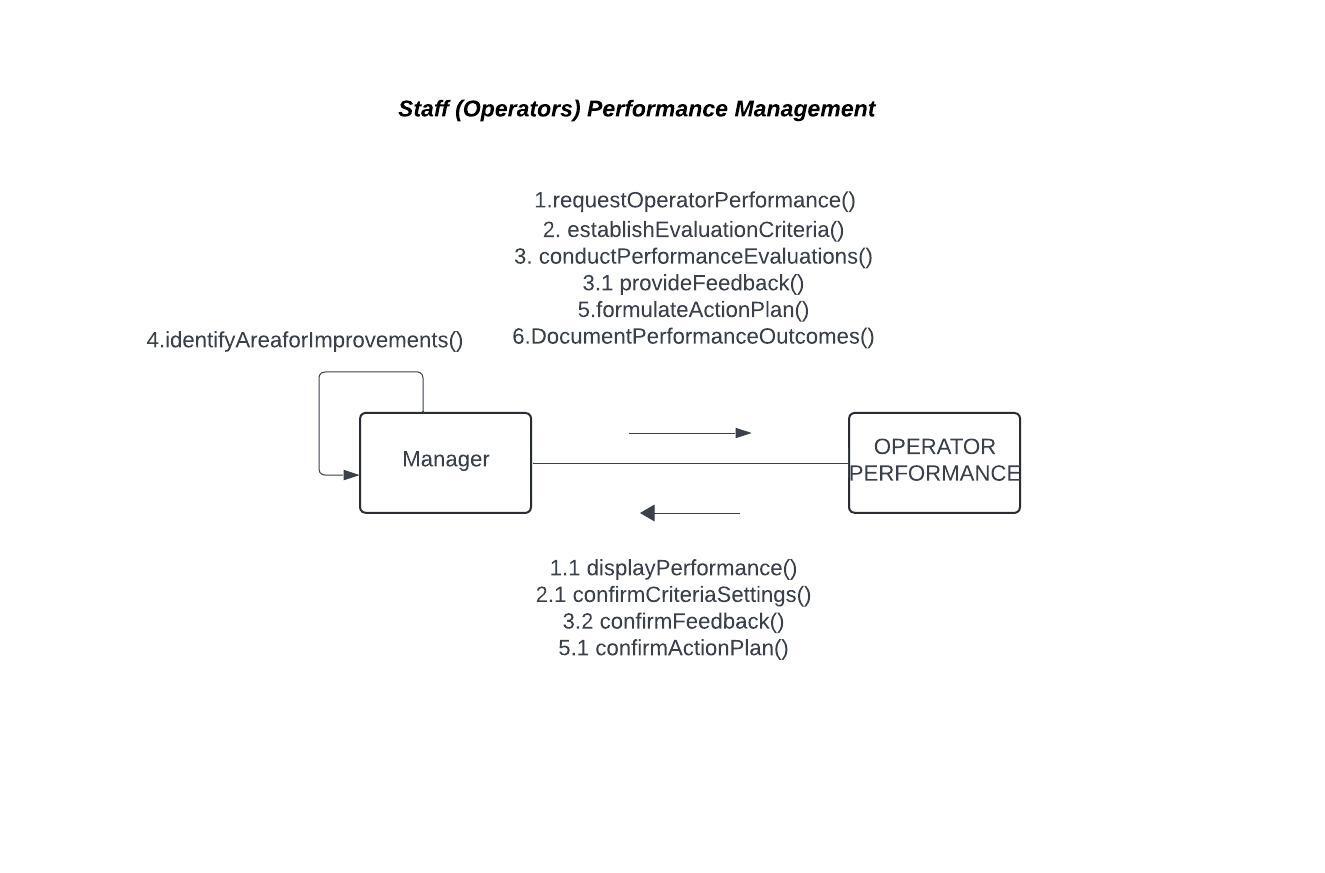 Staff (Operators) Performance Management
1.requestOperatorPerformance()
2. establishEvaluationCriteria()
3. conductPerformanceEvaluations()
3.1 provideFeedback()
5.formulateActionPlan()
6.DocumentPerformanceOutcomes()
4.identifyAreaforImprovements()
Manager
OPERATOR
PERFORMANCE
1.1 displayPerformance()
2.1 confirmCriteriaSettings()
3.2 confirmFeedback()
5.1 confirmActionPlan()